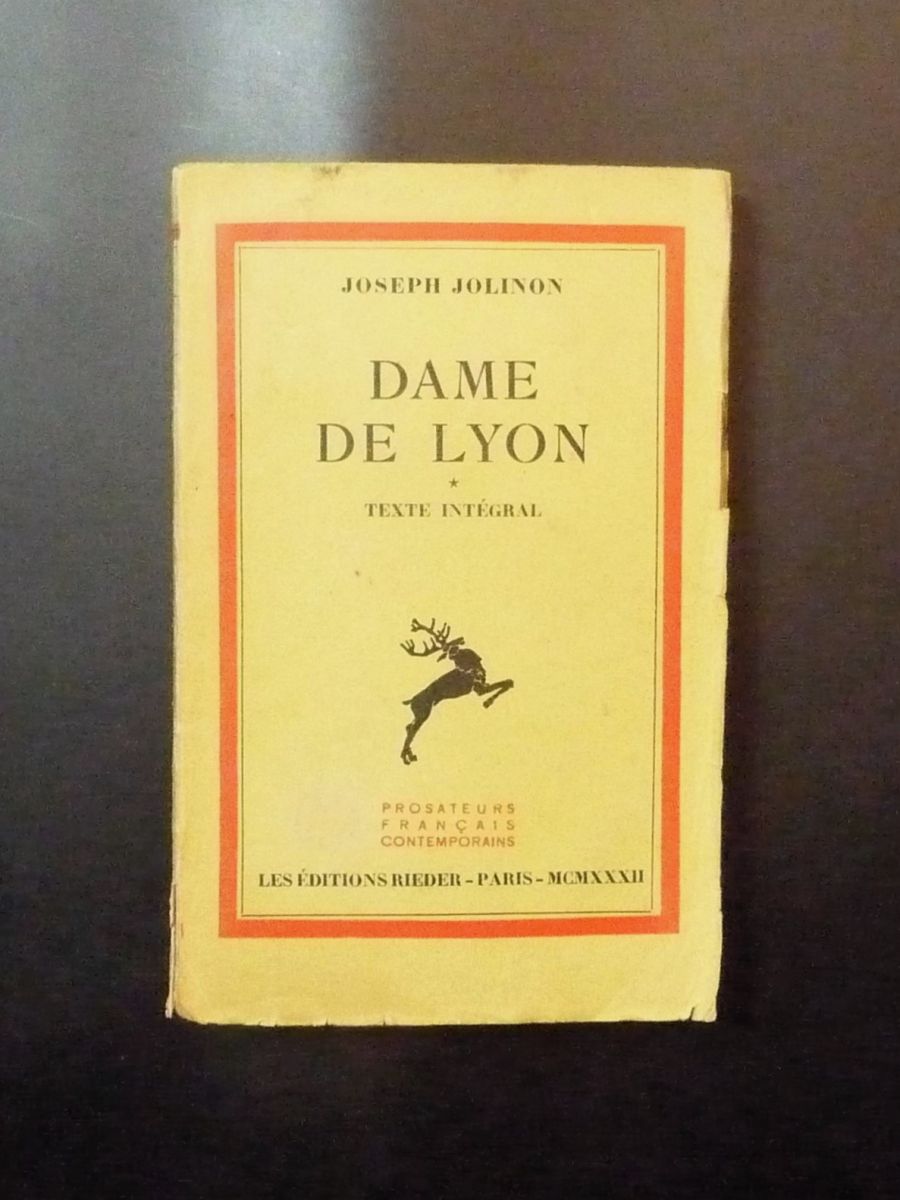 JOSEPH JOLINON
DAME
DE LYON
★
TEXTE INTÉGRAL
PROSATEURS
FRANÇAIS
CONTEMPORAINS
LES ÉDITIONS RIEDER – PARIS – MCMXXXII